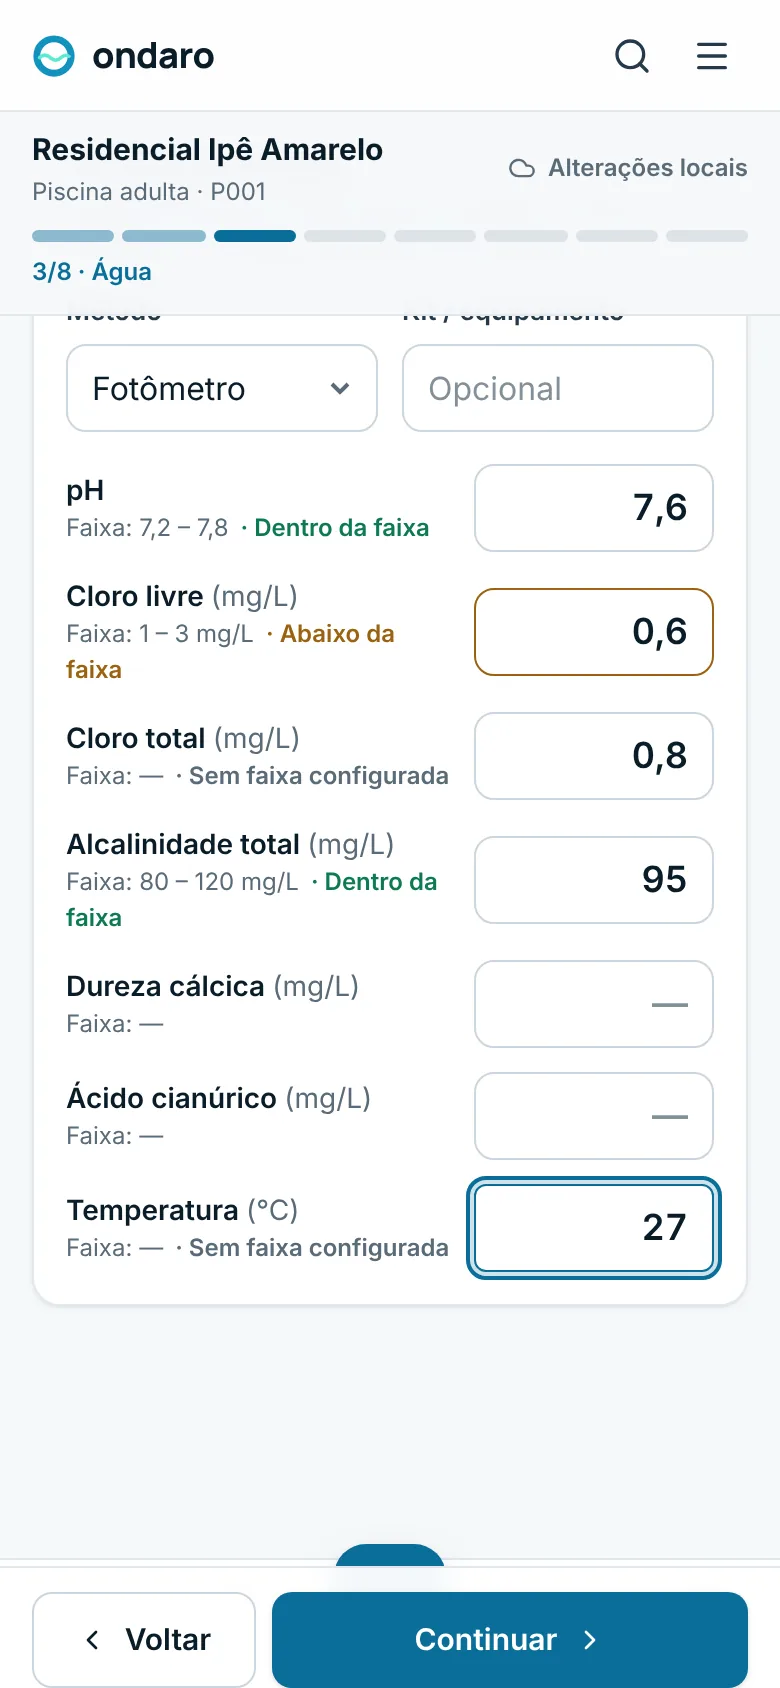 ondaro
Residencial Ipê Amarelo
Alterações locais
Piscina adulta · P001
3/8 · Água
Método
Kit / equipamento
Fotômetro
Opcional
pH
7,6
Faixa: 7,2 – 7,8 · Dentro da faixa
Cloro livre (mg/L)
0,6
Faixa: 1 – 3 mg/L · Abaixo da
faixa
Cloro total (mg/L)
0,8
Faixa: — · Sem faixa configurada
Alcalinidade total (mg/L)
95
Faixa: 80 – 120 mg/L · Dentro da
faixa
Dureza cálcica (mg/L)
—
Faixa: —
Ácido cianúrico (mg/L)
—
Faixa: —
Temperatura (°C)
27
Faixa: — · Sem faixa configurada
Voltar
Continuar